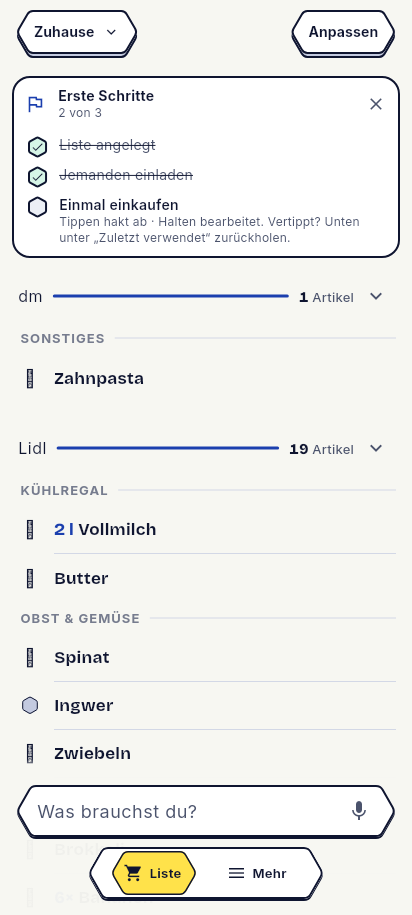 Zuhause
Anpassen
Erste Schritte
2 von 3
Liste angelegt
Jemanden einladen
Einmal einkaufen
Tippen hakt ab · Halten bearbeitet. Vertippt? Unten
unter „Zuletzt verwendet“ zurückholen.
dm
1 Artikel
SONSTIGES
Zahnpasta
Lidl
19 Artikel
KÜHLREGAL
2 l Vollmilch
Butter
OBST & GEMÜSE
Spinat
Ingwer
Zwiebeln
Was brauchst du?
Liste
Mehr